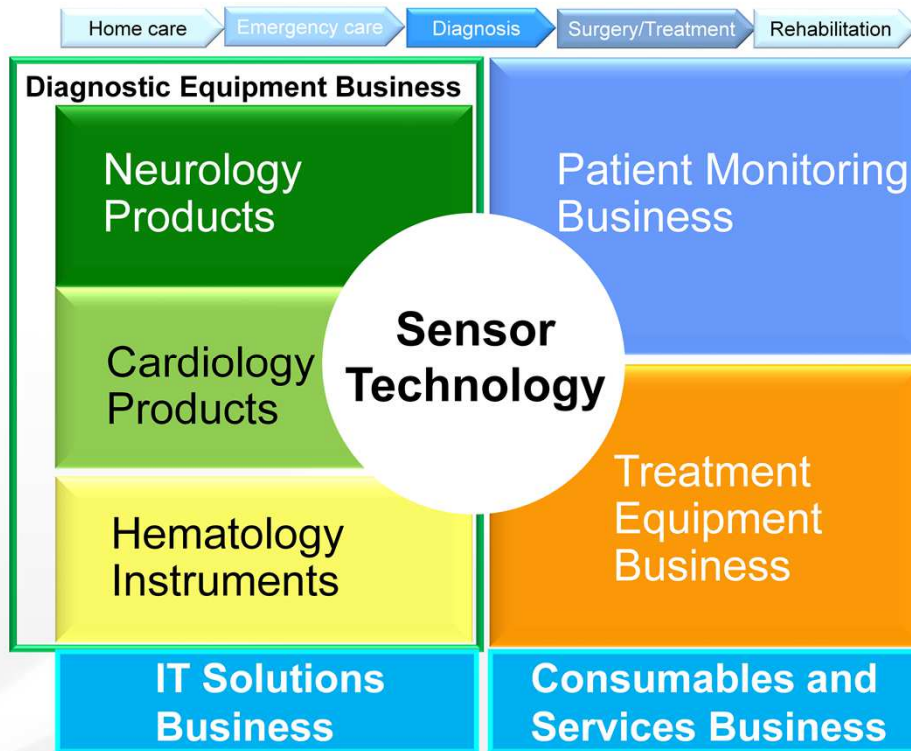 Home care
Emergency care
Diagnosis
Surgery/Treatment
Rehabilitation
Diagnostic Equipment Business
Neurology
Products
Cardiology
Products
Hematology
Instruments
Sensor
Technology
Patient Monitoring
Business
Treatment
Equipment
Business
IT Solutions
Business
Consumables and
Services Business